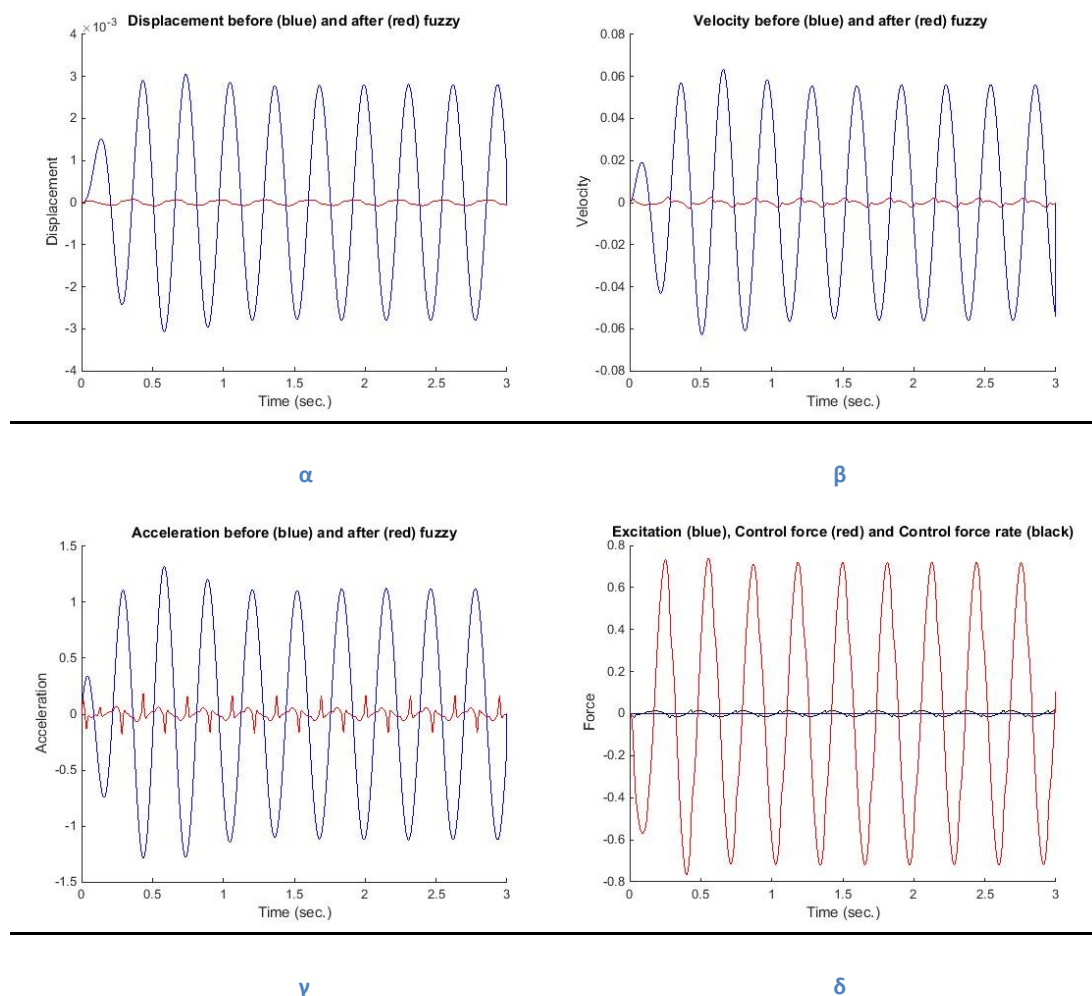 Displacement before (blue) and after (red) fuzzy
×10⁻³
4
3
2
1
0
-1
-2
-3
-4
Displacement
0 0.5 1 1.5 2 2.5 3
Time (sec.)
Velocity before (blue) and after (red) fuzzy
0.08
0.06
0.04
0.02
0
-0.02
-0.04
-0.06
-0.08
Velocity
0 0.5 1 1.5 2 2.5 3
Time (sec.)
α
β
Acceleration before (blue) and after (red) fuzzy
1.5
1
0.5
0
-0.5
-1
-1.5
Acceleration
0 0.5 1 1.5 2 2.5 3
Time (sec.)
Excitation (blue), Control force (red) and Control force rate (black)
0.8
0.6
0.4
0.2
0
-0.2
-0.4
-0.6
-0.8
Force
0 0.5 1 1.5 2 2.5 3
Time (sec.)
γ
δ